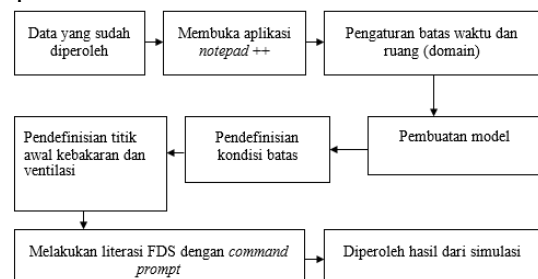 Data yang sudah
diperoleh
Membuka aplikasi
notepad ++
Pengaturan batas waktu dan
ruang (domain)
Pembuatan model
Pendefinisian
kondisi batas
Pendefinisian titik
awal kebakaran dan
ventilasi
Melakukan literasi FDS dengan command
prompt
Diperoleh hasil dari simulasi